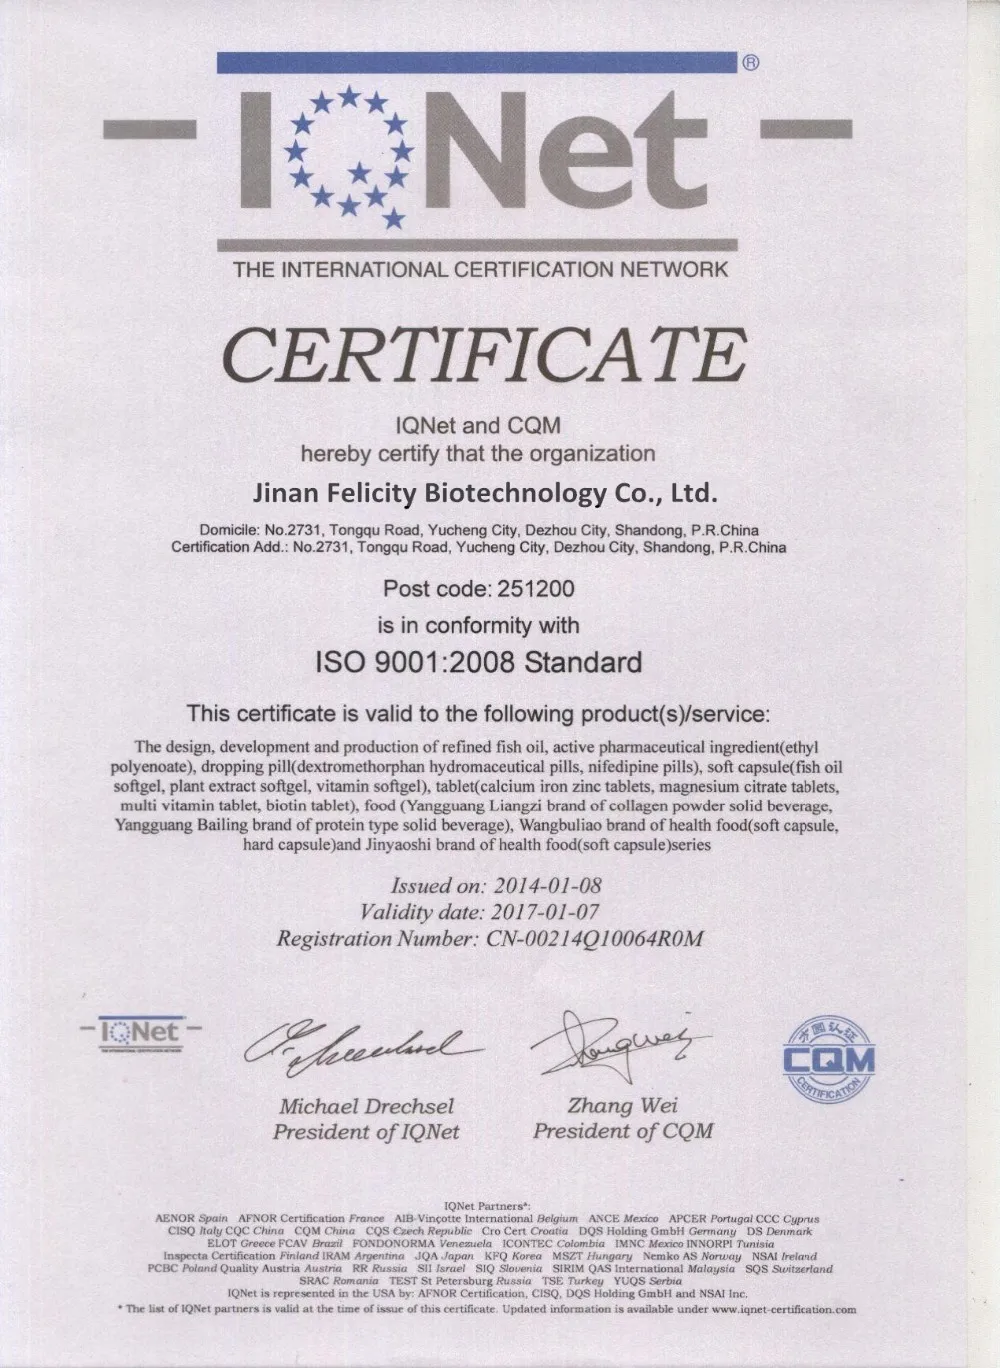 ®
IQNet
THE INTERNATIONAL CERTIFICATION NETWORK
CERTIFICATE
IQNet and CQM
hereby certify that the organization
Jinan Felicity Biotechnology Co., Ltd.
Domicile: No.2731, Tongqu Road, Yucheng City, Dezhou City, Shandong, P.R.China
Certification Add.: No.2731, Tongqu Road, Yucheng City, Dezhou City, Shandong, P.R.China
Post code: 251200
is in conformity with
ISO 9001:2008 Standard
This certificate is valid to the following product(s)/service:
The design, development and production of refined fish oil, active pharmaceutical ingredient(ethyl
polyenoate), dropping pill(dextromethorphan hydromaceutical pills, nifedipine pills), soft capsule(fish oil
softgel, plant extract softgel, vitamin softgel), tablet(calcium iron zinc tablets, magnesium citrate tablets,
multi vitamin tablet, biotin tablet), food (Yangguang Liangzi brand of collagen powder solid beverage,
Yangguang Bailing brand of protein type solid beverage), Wangbuliao brand of health food(soft capsule,
hard capsule)and Jinyaoshi brand of health food(soft capsule)series
Issued on: 2014-01-08
Validity date: 2017-01-07
Registration Number: CN-00214Q10064R0M
IQNet
THE INTERNATIONAL CERTIFICATION NETWORK
Zhang Wei
方圆认证
CQM
CERTIFICATION
Michael Drechsel
President of IQNet
Zhang Wei
President of CQM
IQNet Partners*:
AENOR Spain AFNOR Certification France AIB-Vinçotte International Belgium ANCE Mexico APCER Portugal CCC Cyprus
CISQ Italy CQC China CQM China CQS Czech Republic Cro Cert Croatia DQS Holding GmbH Germany DS Denmark
ELOT Greece FCAV Brazil FONDONORMA Venezuela ICONTEC Colombia IMNC Mexico INNORPI Tunisia
Inspecta Certification Finland IRAM Argentina JQA Japan KFQ Korea MSZT Hungary Nemko AS Norway NSAI Ireland
PCBC Poland Quality Austria Austria RR Russia SII Israel SIQ Slovenia SIRIM QAS International Malaysia SQS Switzerland
SRAC Romania TEST St Petersburg Russia TSE Turkey YUQS Serbia
IQNet is represented in the USA by: AFNOR Certification, CISQ, DQS Holding GmbH and NSAI Inc.
* The list of IQNet partners is valid at the time of issue of this certificate. Updated information is available under www.iqnet-certification.com